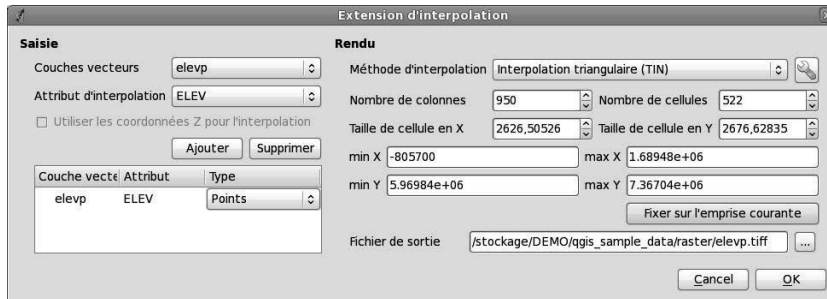 Extension d'interpolation
Saisie
Couches vecteurs elevp
Attribut d'interpolation ELEV
Utiliser les coordonnées Z pour l'interpolation
Ajouter Supprimer
Couche vecte Attribut Type
elevp ELEV Points
Rendu
Méthode d'interpolation Interpolation triangulaire (TIN)
Nombre de colonnes 950 Nombre de cellules 522
Taille de cellule en X 2626,50526 Taille de cellule en Y 2676,62835
min X -805700 max X 1.68948e+06
min Y 5.96984e+06 max Y 7.36704e+06
Fixer sur l'emprise courante
Fichier de sortie /stockage/DEMO/qgis_sample_data/raster/elevp.tiff ...
Cancel OK